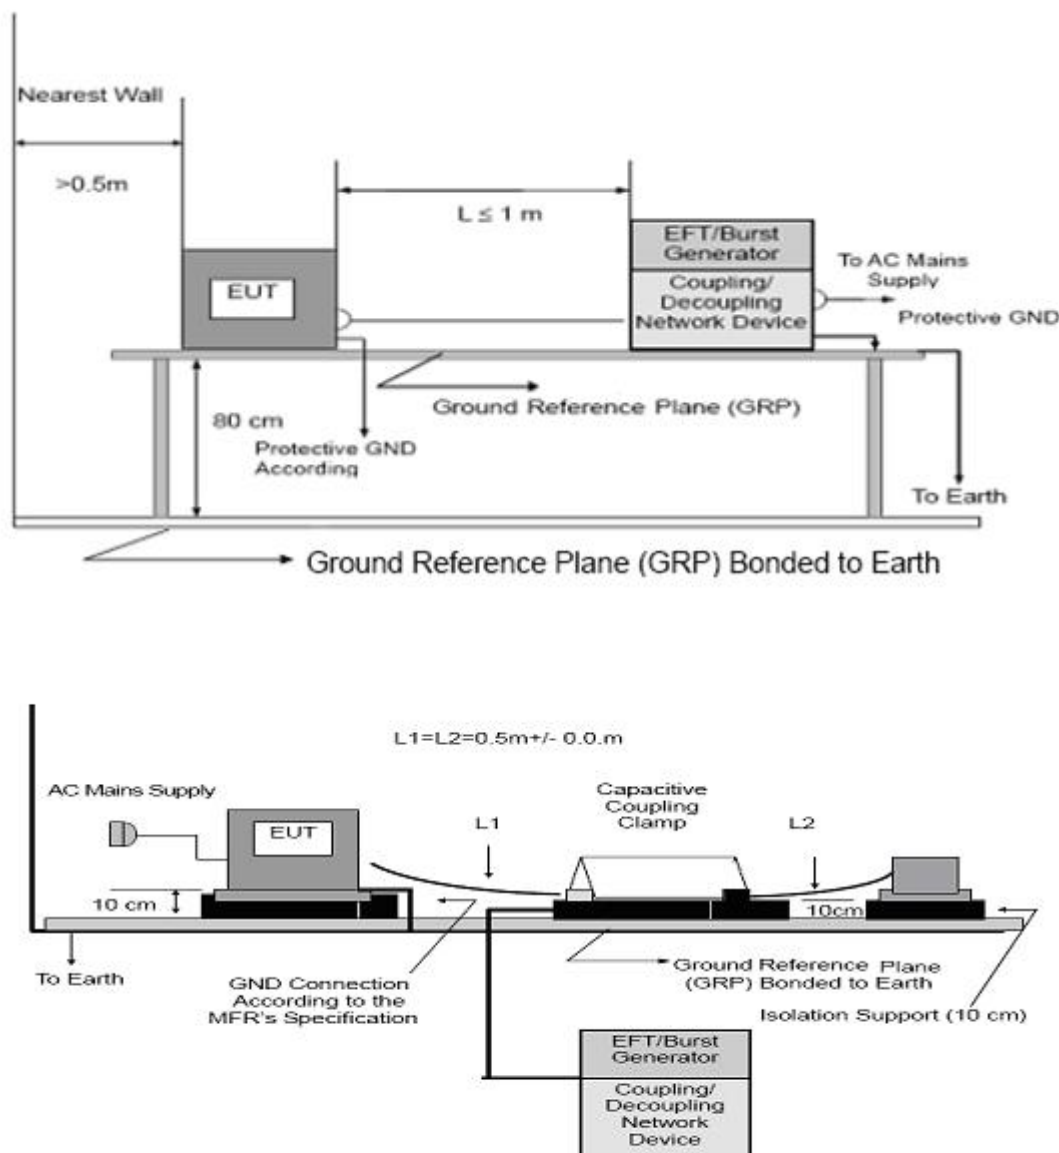 Nearest Wall
>0.5m
L ≤ 1 m
EUT
EFT/Burst
Generator
Coupling/
Decoupling
Network Device
To AC Mains
Supply
Protective GND
Ground Reference Plane (GRP)
80 cm
Protective GND
According
To Earth
Ground Reference Plane (GRP) Bonded to Earth
L1=L2=0.5m+/- 0.0.m
AC Mains Supply
EUT
L1
Capacitive
Coupling
Clamp
L2
10 cm
10cm
To Earth
GND Connection
According to the
MFR's Specification
Ground Reference Plane
(GRP) Bonded to Earth
Isolation Support (10 cm)
EFT/Burst
Generator
Coupling/
Decoupling
Network
Device